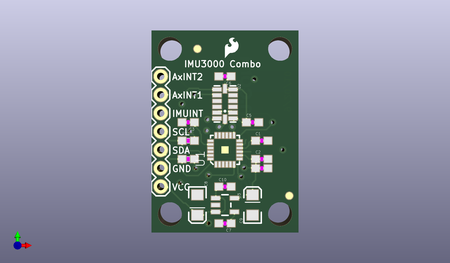 IMU3000 Combo
AxINT2
AxINT1
IMUINT
SCL
SDA
GND
VCC